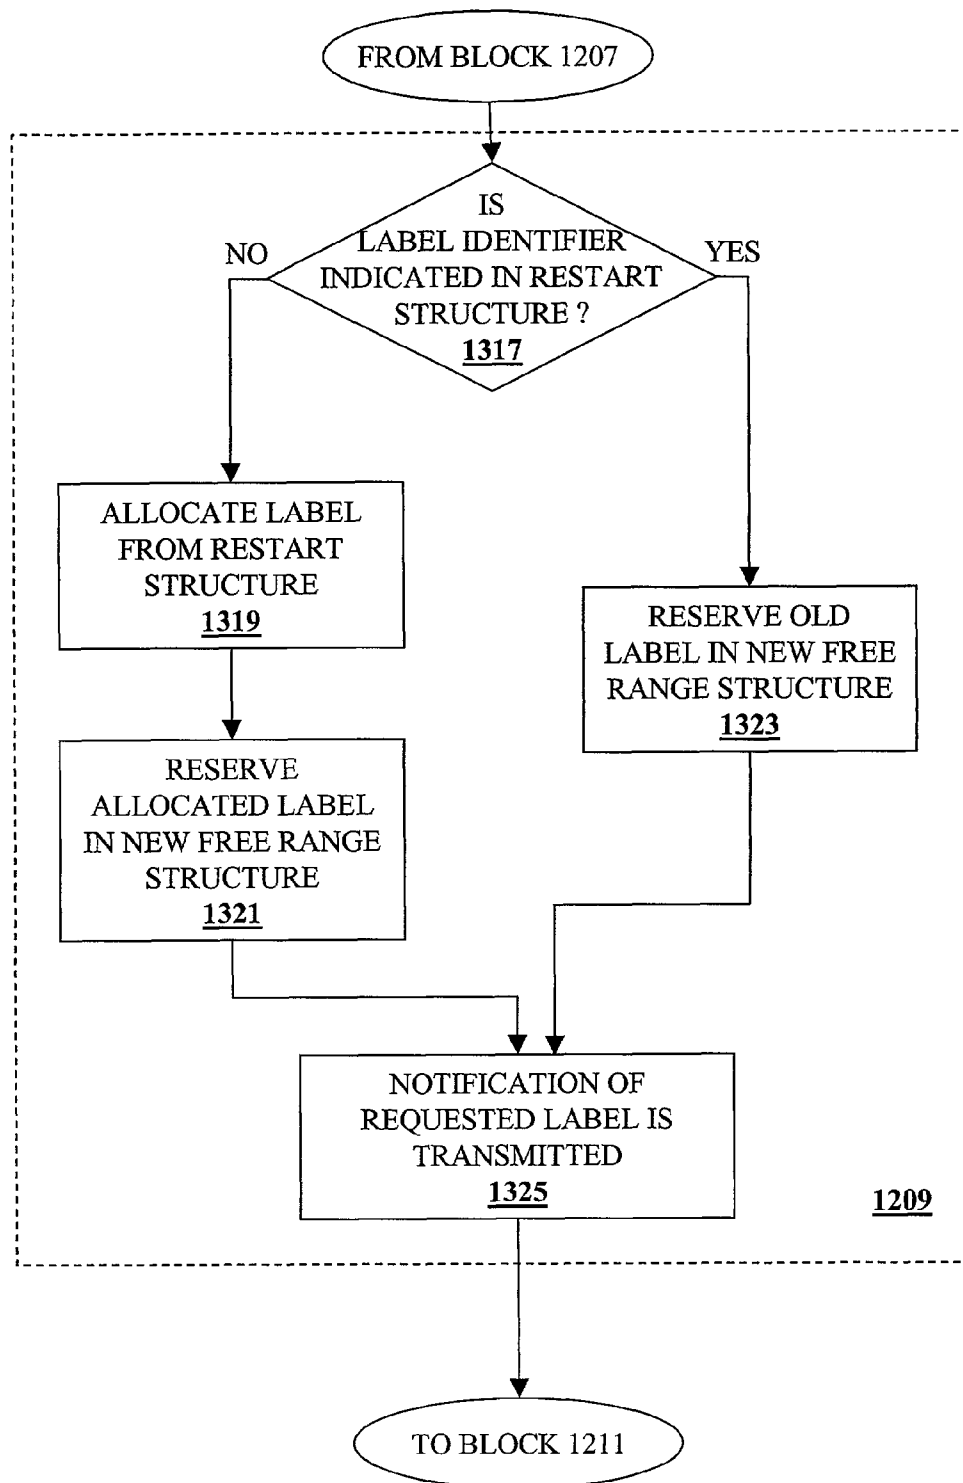 FROM BLOCK 1207
IS
LABEL IDENTIFIER
INDICATED IN RESTART
STRUCTURE ?
1317
NO
YES
ALLOCATE LABEL
FROM RESTART
STRUCTURE
1319
RESERVE OLD
LABEL IN NEW FREE
RANGE STRUCTURE
1323
RESERVE
ALLOCATED LABEL
IN NEW FREE RANGE
STRUCTURE
1321
NOTIFICATION OF
REQUESTED LABEL IS
TRANSMITTED
1325
1209
TO BLOCK 1211